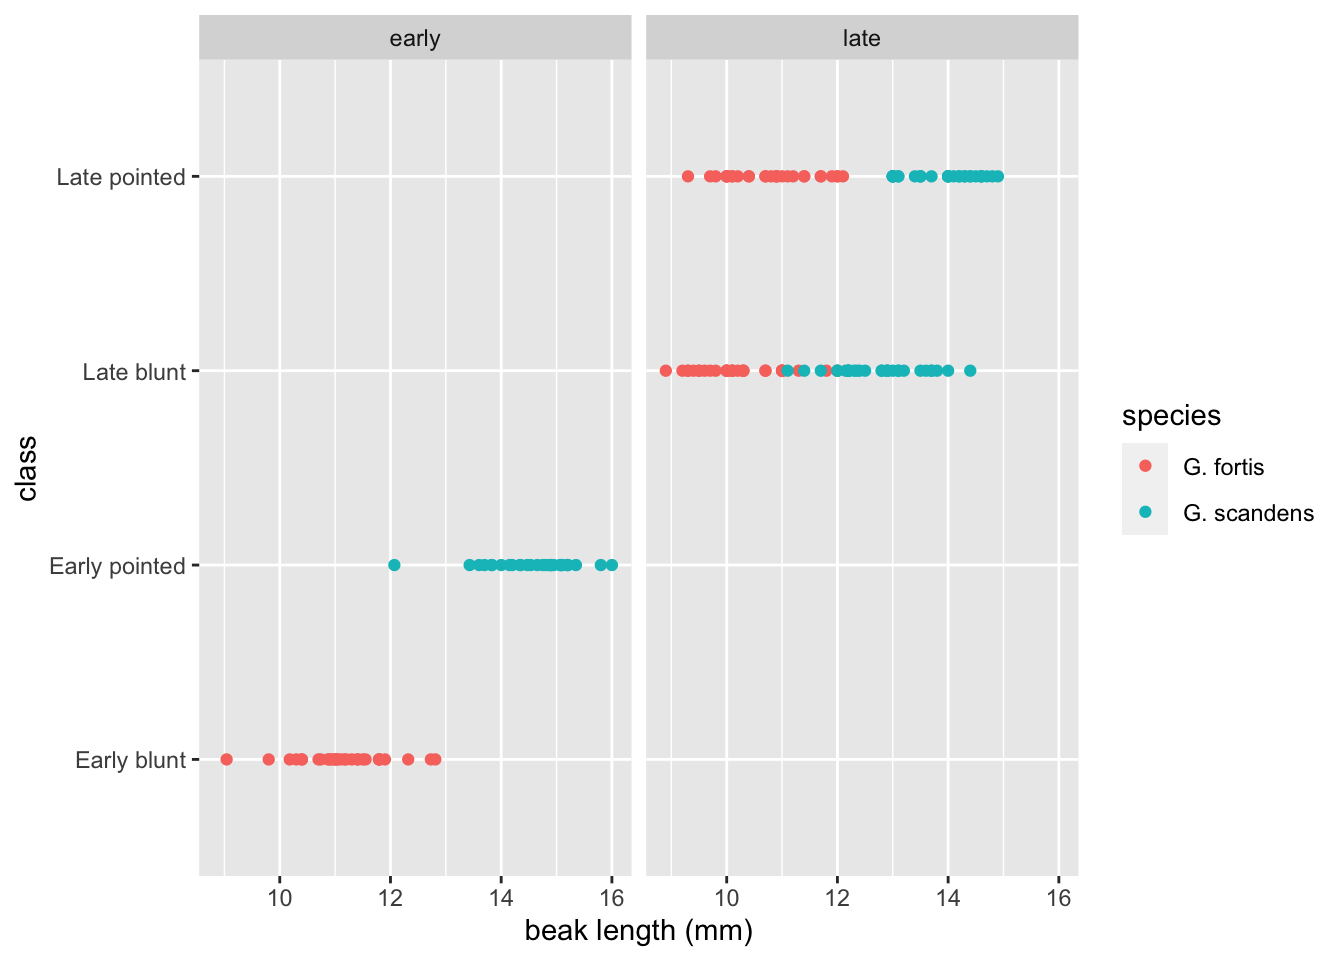 early
late
Late pointed
Late blunt
Early pointed
Early blunt
class
10 12 14 16
10 12 14 16
beak length (mm)
species
G. fortis
G. scandens